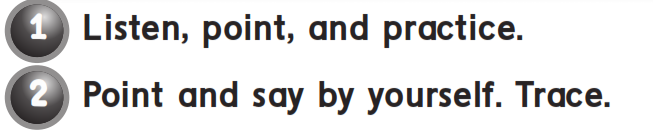 1 Listen, point, and practice.
2 Point and say by yourself. Trace.